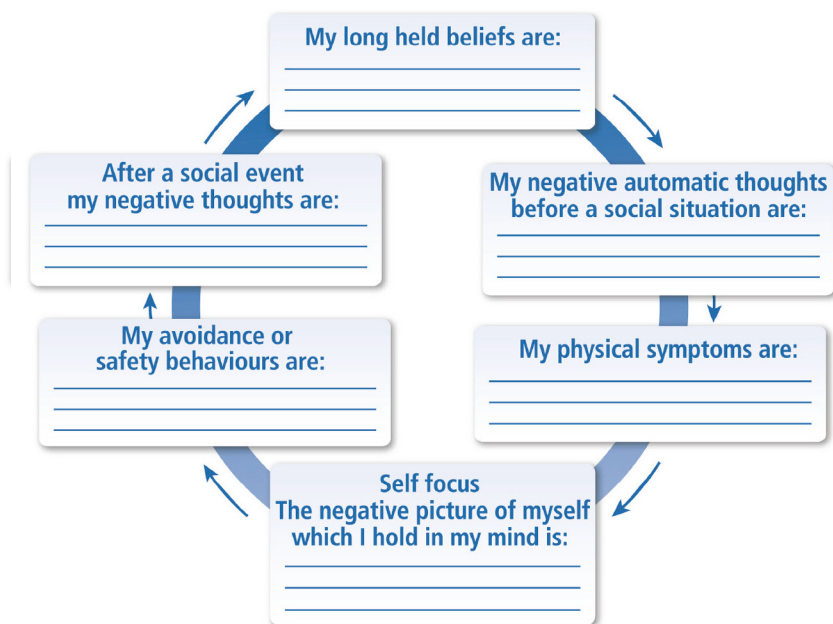 My long held beliefs are:
My negative automatic thoughts
before a social situation are:
My physical symptoms are:
Self focus
The negative picture of myself
which I hold in my mind is:
My avoidance or
safety behaviours are:
After a social event
my negative thoughts are: